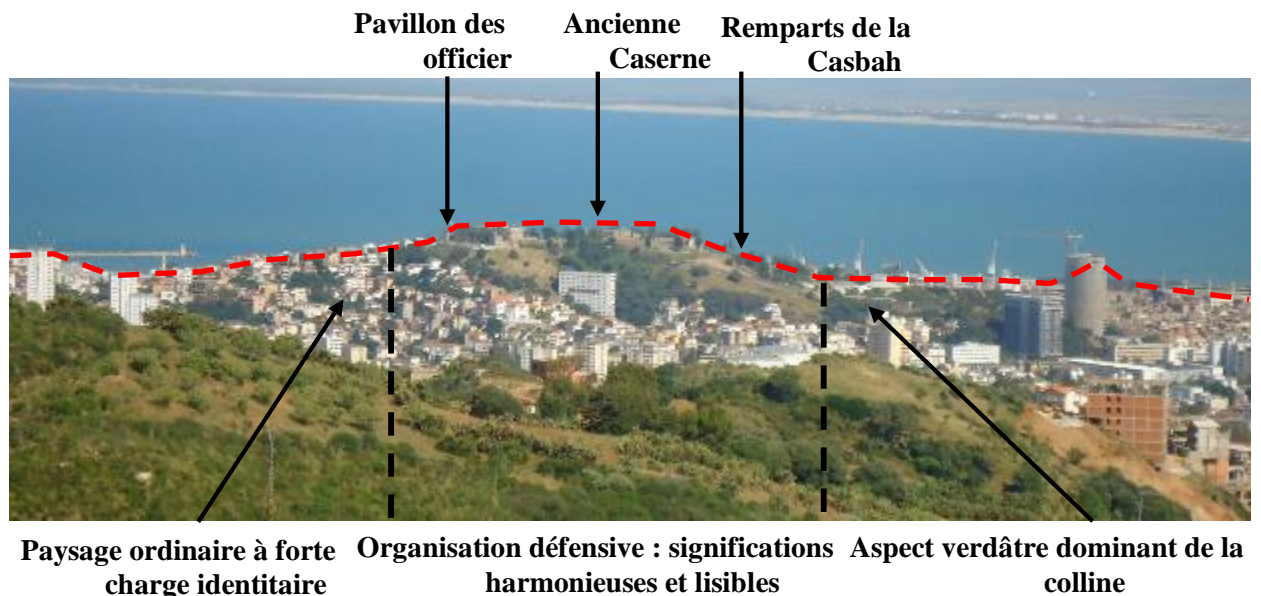 Pavillon des
officier
Ancienne
Caserne
Remparts de la
Casbah
Paysage ordinaire à forte
charge identitaire
Organisation défensive : significations
harmonieuses et lisibles
Aspect verdâtre dominant de la
colline